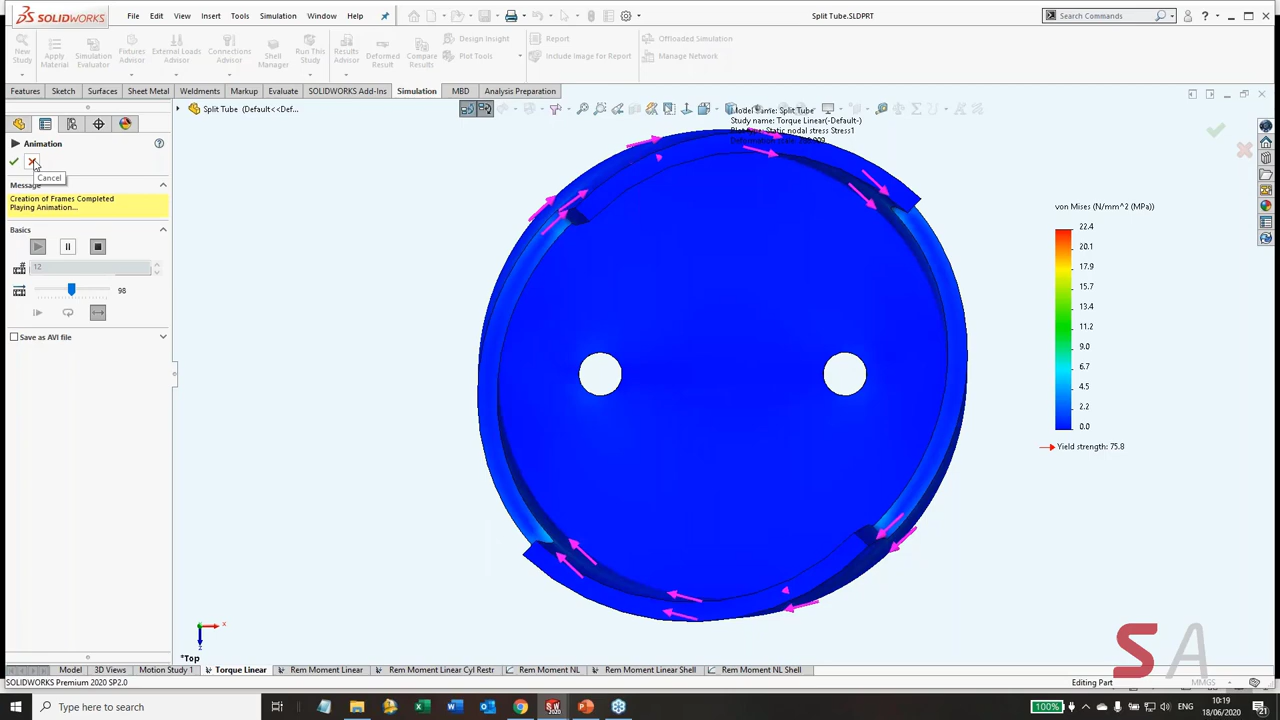 SOLIDWORKS
File Edit View Insert Tools Simulation Window Help
Split Tube.SLDPRT
Search Commands
New Study
Apply Material
Simulation Evaluator
Fixtures Advisor
External Loads Advisor
Connections Advisor
Shell Manager
Run This Study
Results Advisor
Deformed Result
Compare Results
Design Insight
Plot Tools
Report
Include Image for Report
Offloaded Simulation
Manage Network
Features Sketch Surfaces Sheet Metal Weldments Markup Evaluate SOLIDWORKS Add-Ins Simulation MBD Analysis Preparation
Split Tube (Default<<Def...
Model name: Split Tube
Study name: Torque Linear(-Default-)
Plot type: Static nodal stress Stress1
Animation
Cancel
Message
Creation of Frames Completed
Playing Animation...
Basics
12
98
Save as AVI file
von Mises (N/mm^2 (MPa))
22.4
20.1
17.9
15.7
13.4
11.2
9.0
6.7
4.5
2.2
0.0
Yield strength: 75.8
x
z
*Top
SA
Model 3D Views Motion Study 1 Torque Linear Rem Moment Linear Rem Moment Linear Cyl Restr Rem Moment NL Rem Moment Linear Shell Rem Moment NL Shell
SOLIDWORKS Premium 2020 SP2.0
Editing Part
MMGS
Type here to search
100%
10:19
18/06/2020